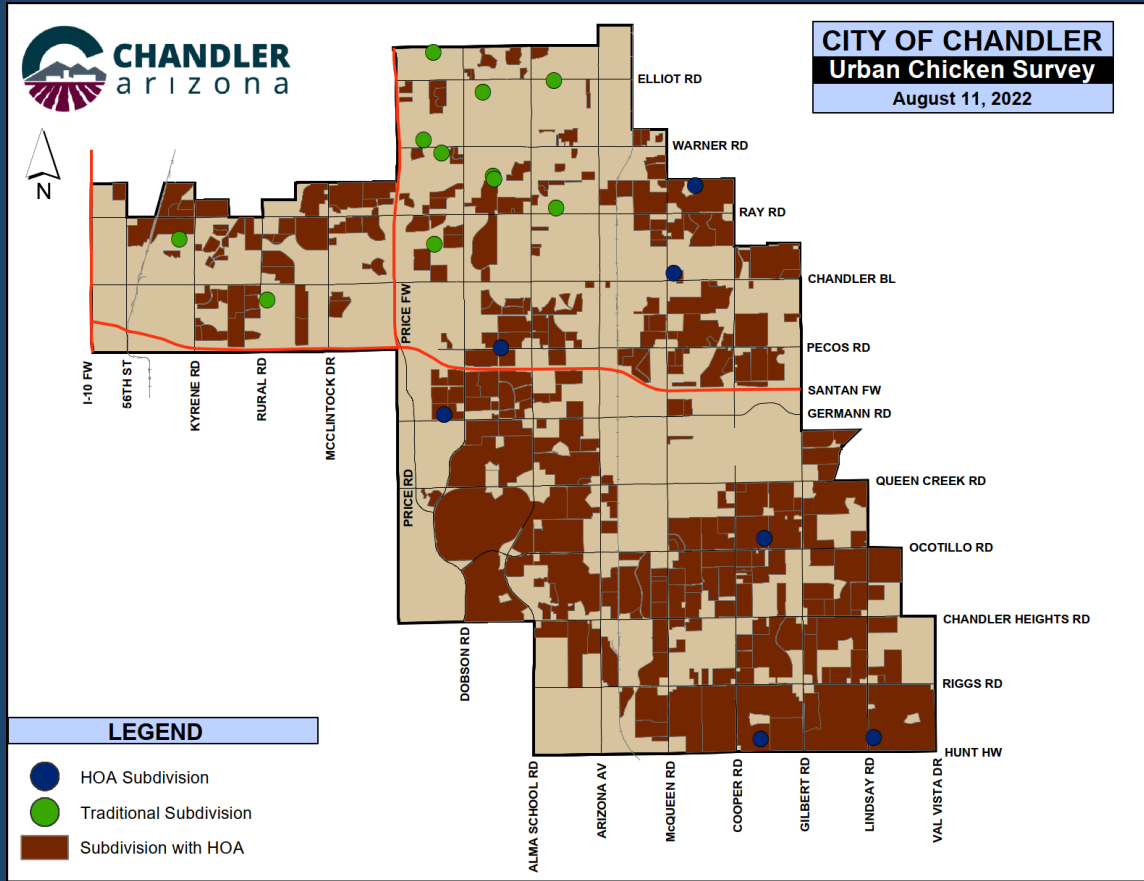 CHANDLER
arizona
CITY OF CHANDLER
Urban Chicken Survey
August 11, 2022
N
ELLIOT RD
WARNER RD
RAY RD
CHANDLER BL
PECOS RD
SANTAN FW
GERMANN RD
QUEEN CREEK RD
OCOTILLO RD
CHANDLER HEIGHTS RD
RIGGS RD
HUNT HW
I-10 FW
56TH ST
KYRENE RD
RURAL RD
MCCLINTOCK DR
PRICE FW
PRICE RD
DOBSON RD
ALMA SCHOOL RD
ARIZONA AV
McQUEEN RD
COOPER RD
GILBERT RD
LINDSAY RD
VAL VISTA DR
LEGEND
HOA Subdivision
Traditional Subdivision
Subdivision with HOA